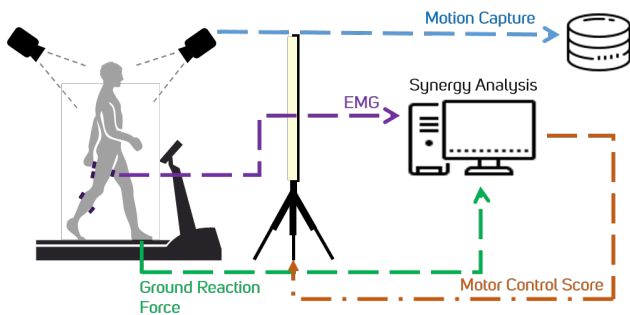 Motion Capture
Synergy Analysis
EMG
Motor Control Score
Ground Reaction
Force